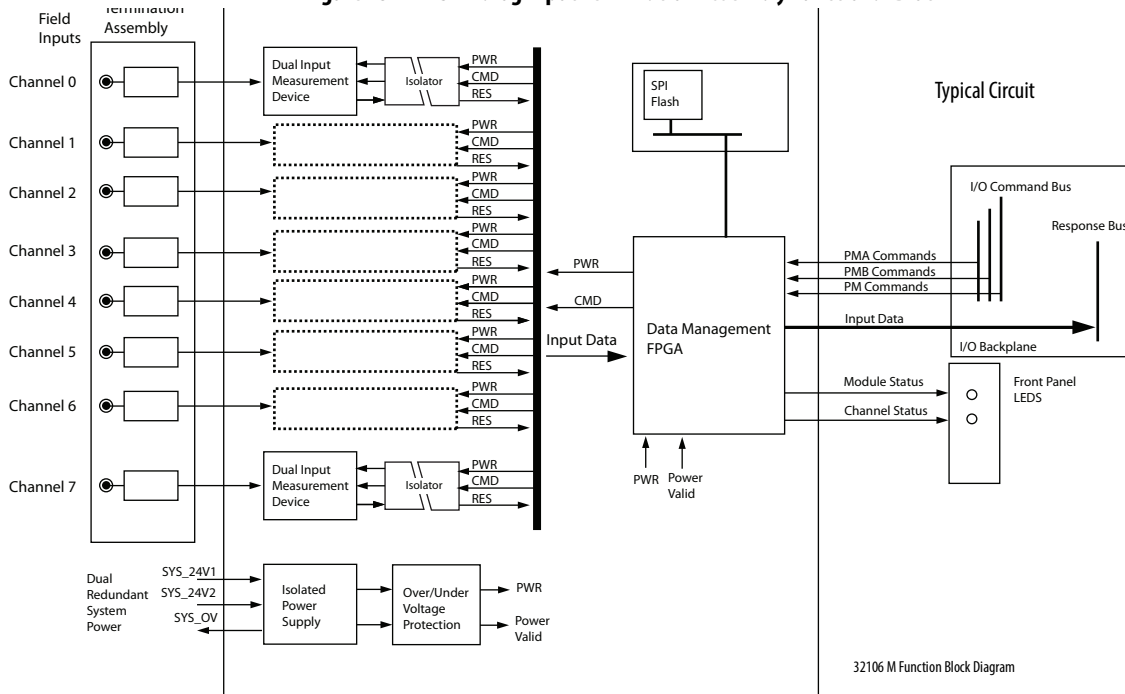 Field
Inputs
Termination
Assembly
Channel 0
Channel 1
Channel 2
Channel 3
Channel 4
Channel 5
Channel 6
Channel 7
Dual Input
Measurement
Device
Isolator
PWR
CMD
RES
PWR
CMD
RES
PWR
CMD
RES
PWR
CMD
RES
PWR
CMD
RES
PWR
CMD
RES
PWR
CMD
RES
Dual Input
Measurement
Device
Isolator
PWR
CMD
RES
PWR
CMD
Input Data
SPI
Flash
Data Management
FPGA
PWR
Power
Valid
Typical Circuit
I/O Command Bus
Response Bus
PMA Commands
PMB Commands
PM Commands
Input Data
I/O Backplane
Module Status
Channel Status
Front Panel
LEDS
Dual
Redundant
System
Power
SYS_24V1
SYS_24V2
SYS_OV
Isolated
Power
Supply
Over/Under
Voltage
Protection
PWR
Power
Valid
32106 M Function Block Diagram